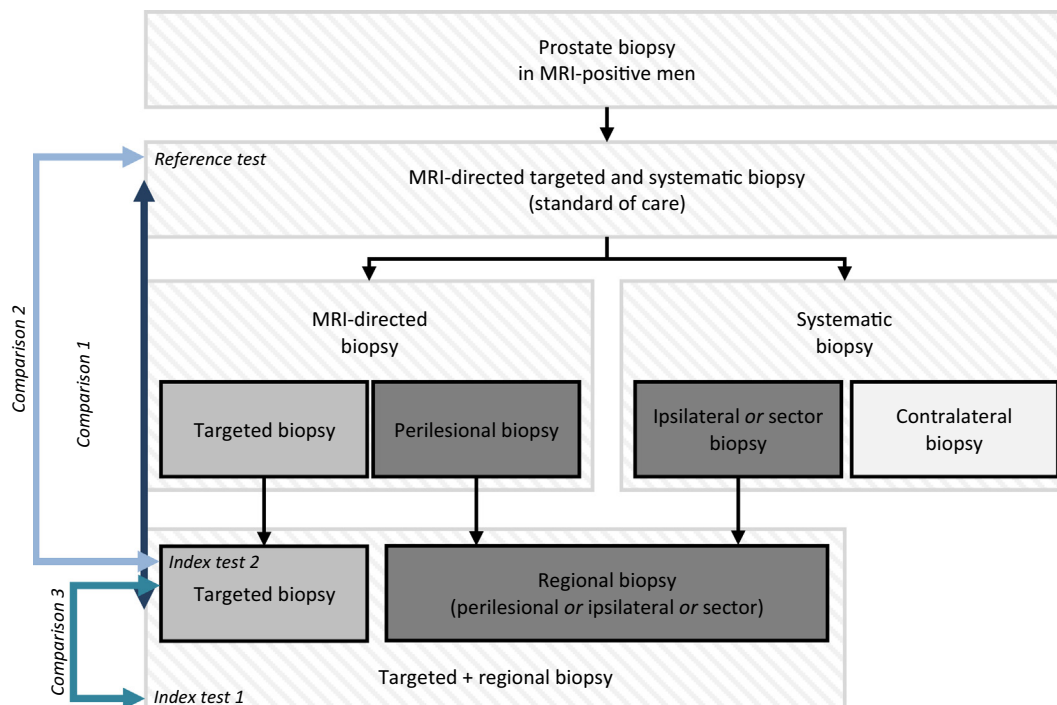 Prostate biopsy
in MRI-positive men
Reference test
MRI-directed targeted and systematic biopsy
(standard of care)
Comparison 2
Comparison 1
MRI-directed
biopsy
Systematic
biopsy
Targeted biopsy
Perilesional biopsy
Ipsilateral or sector
biopsy
Contralateral
biopsy
Index test 2
Targeted biopsy
Regional biopsy
(perilesional or ipsilateral or sector)
Comparison 3
Targeted + regional biopsy
Index test 1